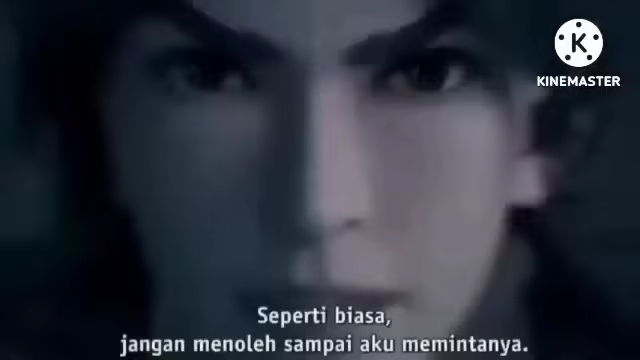 K
KINEMASTER
Seperti biasa,
jangan menoleh sampai aku memintanya.